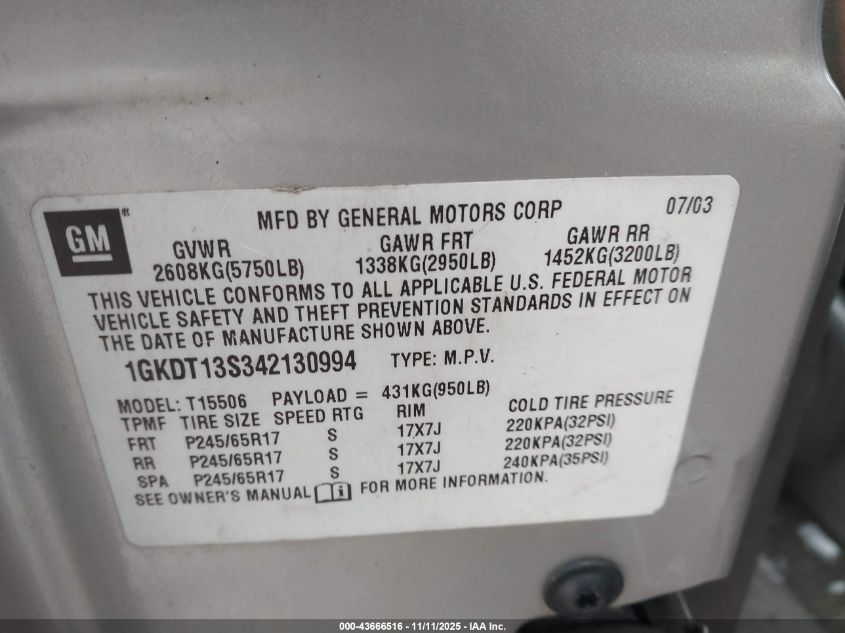 GM ®
MFD BY GENERAL MOTORS CORP 07/03
GVWR GAWR FRT GAWR RR
2608KG(5750LB) 1338KG(2950LB) 1452KG(3200LB)
THIS VEHICLE CONFORMS TO ALL APPLICABLE U.S. FEDERAL MOTOR
VEHICLE SAFETY AND THEFT PREVENTION STANDARDS IN EFFECT ON
THE DATE OF MANUFACTURE SHOWN ABOVE.
1GKDT13S342130994 TYPE: M.P.V.
MODEL: T15506 PAYLOAD = 431KG(950LB)
TPMF TIRE SIZE SPEED RTG RIM COLD TIRE PRESSURE
FRT P245/65R17 S 17X7J 220KPA(32PSI)
RR P245/65R17 S 17X7J 220KPA(32PSI)
SPA P245/65R17 S 17X7J 240KPA(35PSI)
SEE OWNER'S MANUAL i FOR MORE INFORMATION.
000-43666516 - 11/11/2025 - IAA Inc.